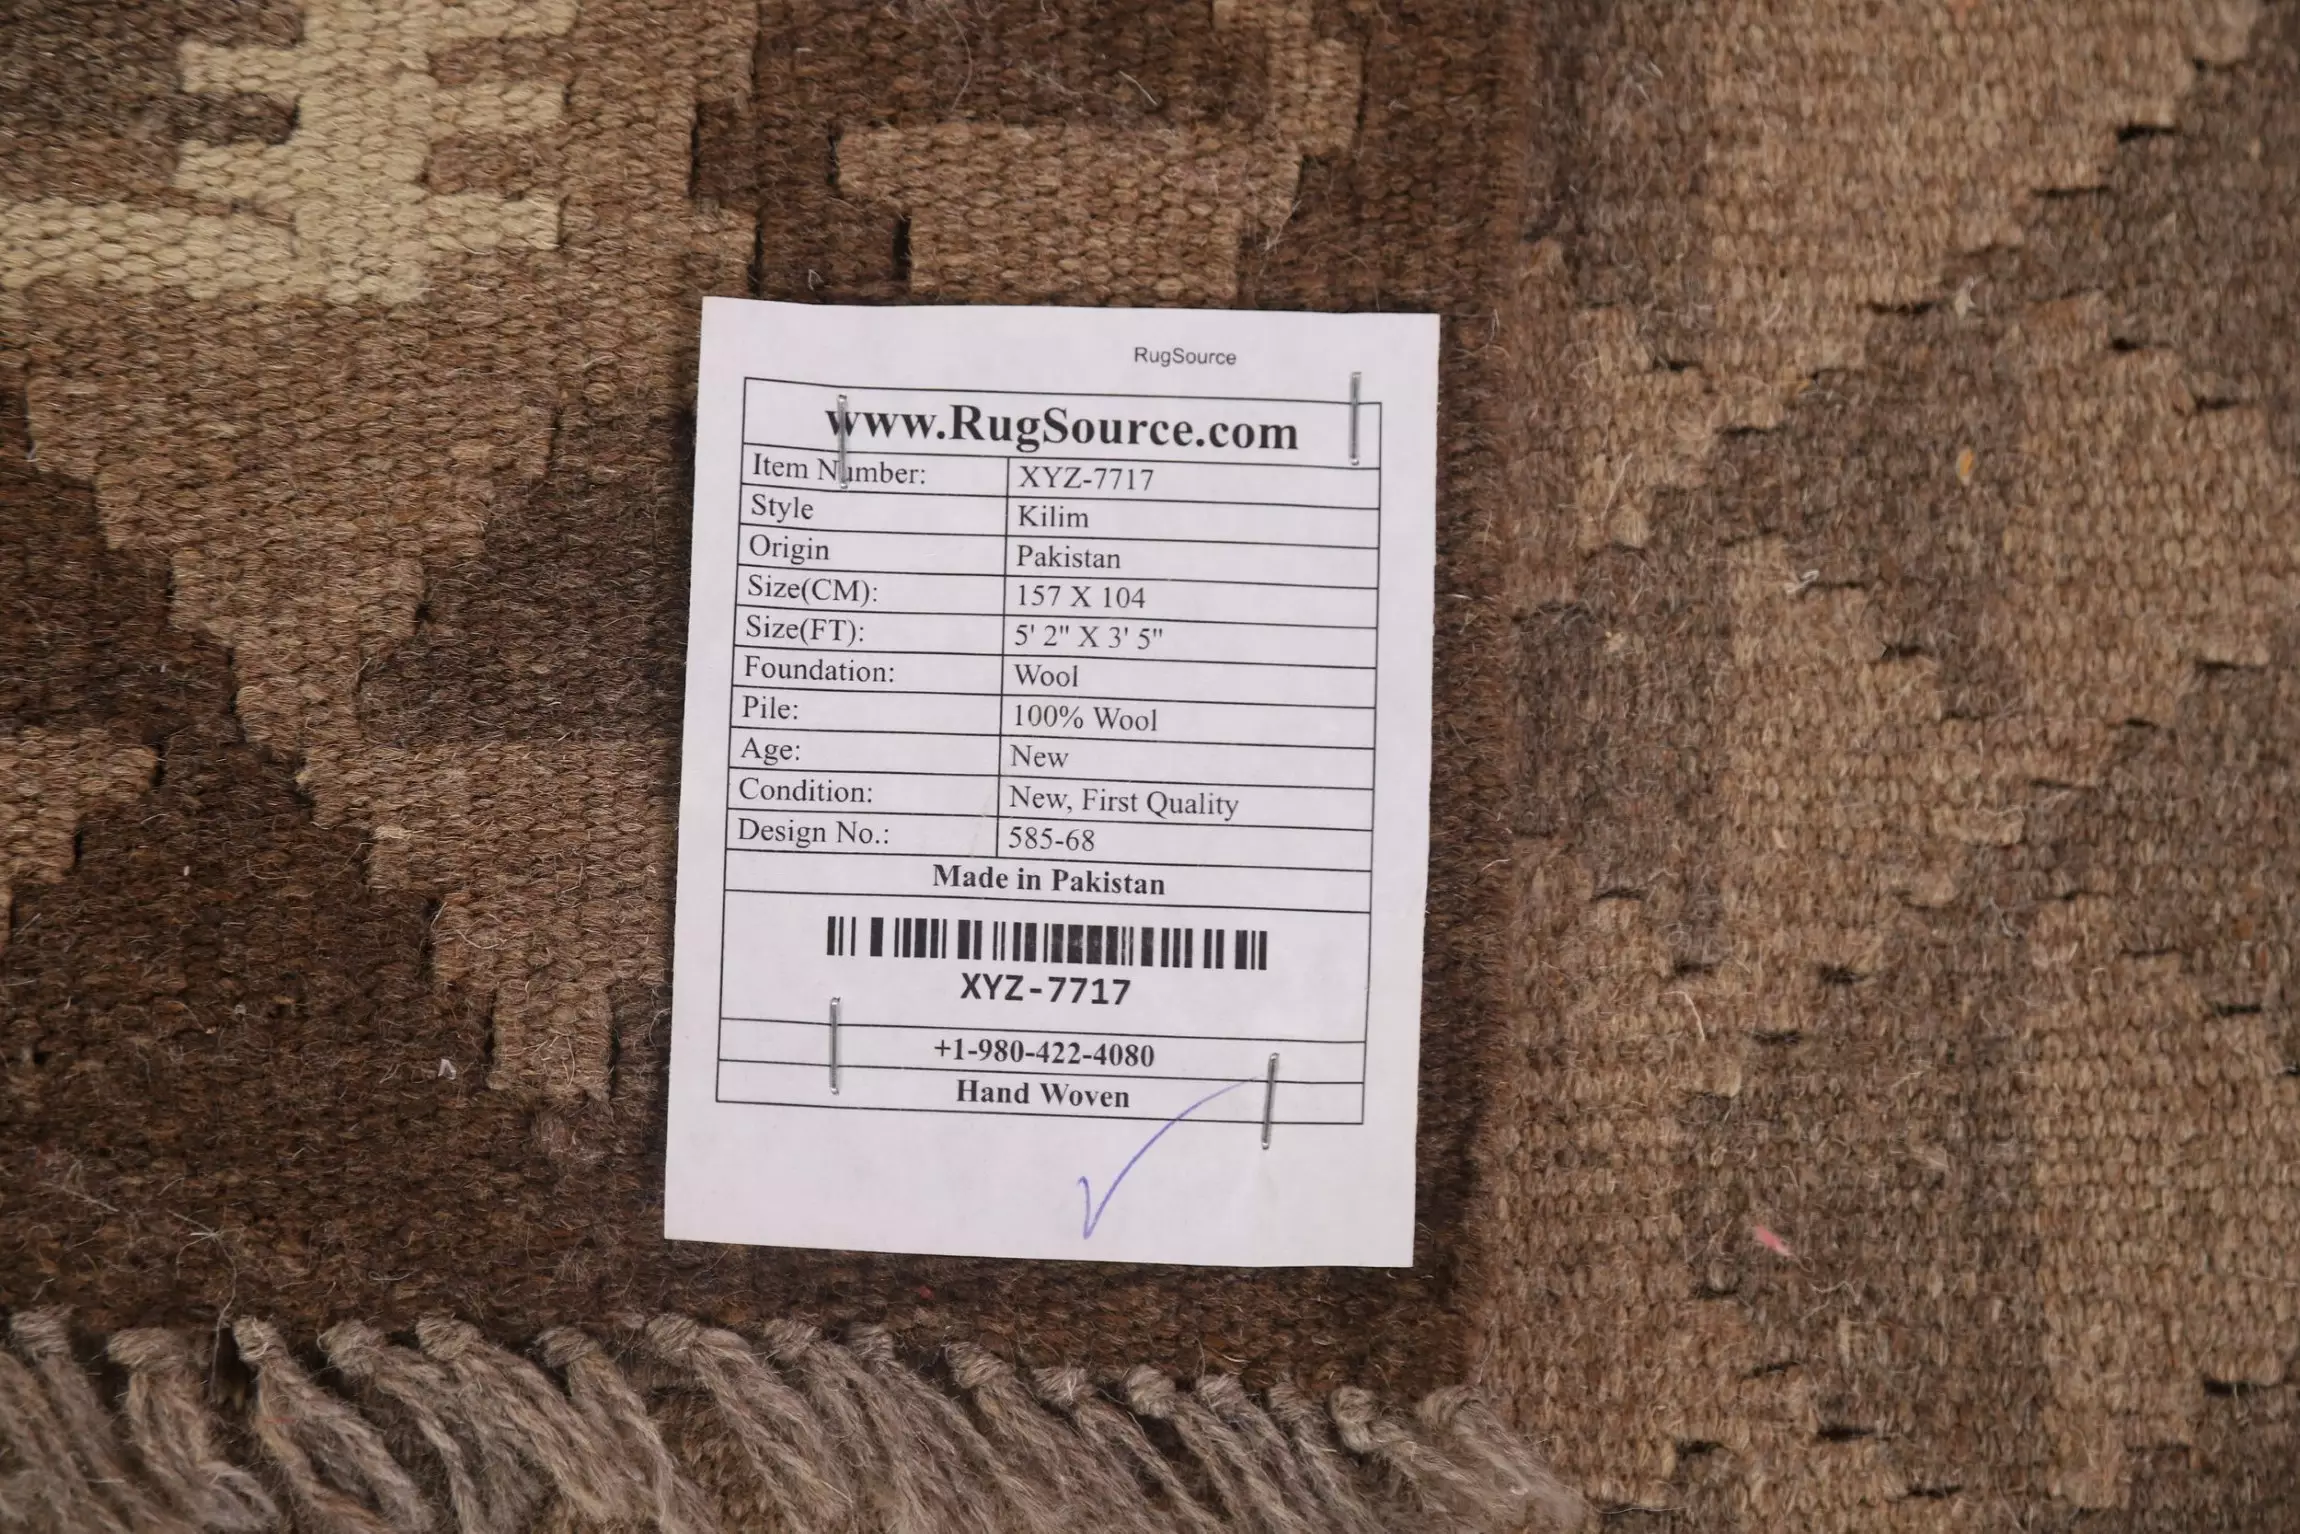 RugSource
www.RugSource.com
Item Number: XYZ-7717
Style Kilim
Origin Pakistan
Size(CM): 157 X 104
Size(FT): 5' 2" X 3' 5"
Foundation: Wool
Pile: 100% Wool
Age: New
Condition: New, First Quality
Design No.: 585-68
Made in Pakistan
XYZ-7717
+1-980-422-4080
Hand Woven